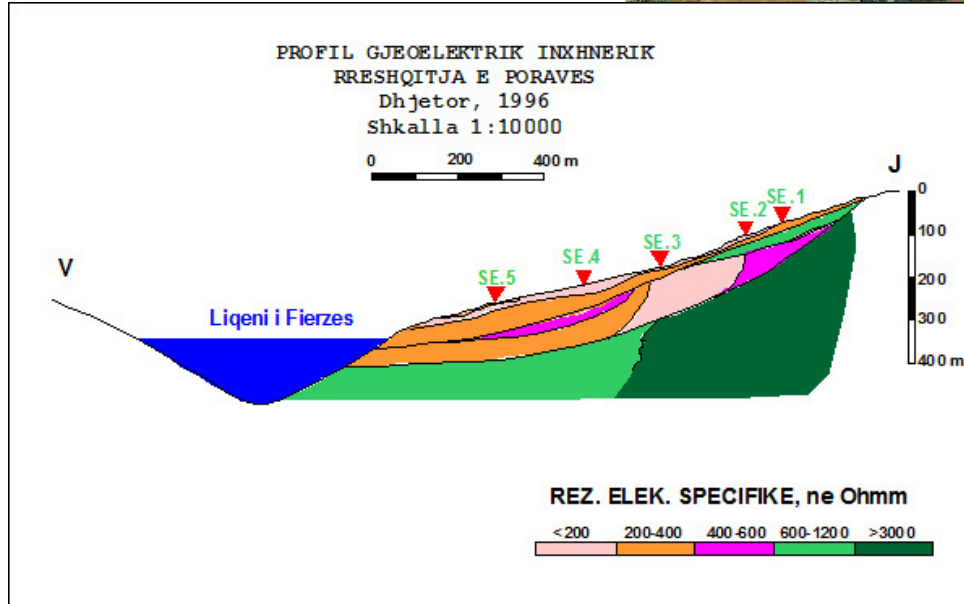 PROFIL GJEOELEKTRIK INXHNERIK
RRESHQITJA E PORAVES
Dhjetor, 1996
Shkalla 1:10000
0 200 400 m
J
0
SE.1
SE.2
100
SE.3
V
SE.4
200
SE.5
Liqeni i Fierzes
300
400 m
REZ. ELEK. SPECIFIKE, ne Ohmm
<200 200-400 400-600 600-1200 >3000